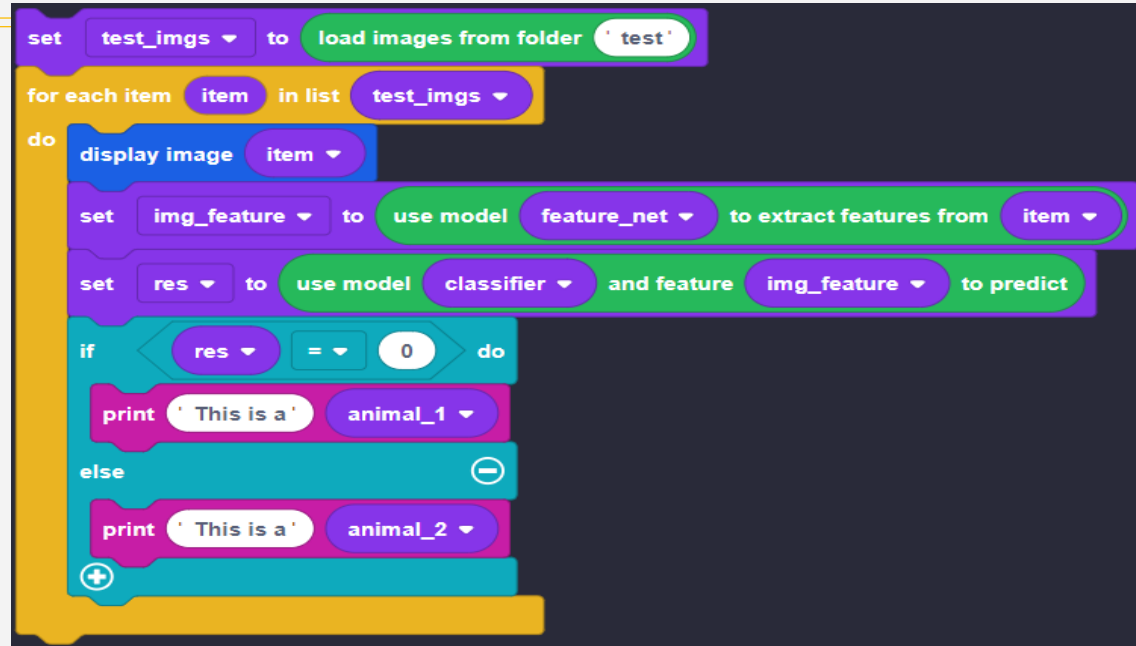 set test_imgs to load images from folder ' test'
for each item item in list test_imgs
do
display image item
set img_feature to use model feature_net to extract features from item
set res to use model classifier and feature img_feature to predict
if res = 0 do
print ' This is a' animal_1
else
print ' This is a' animal_2